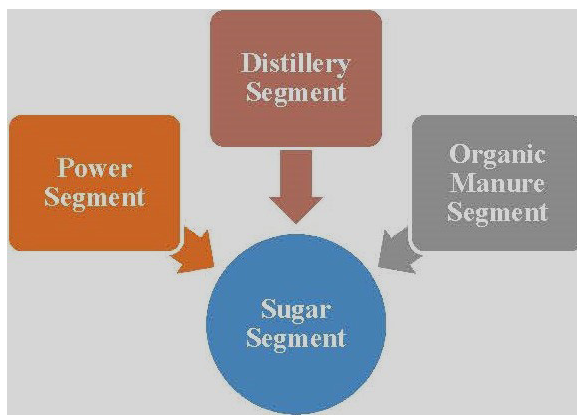 Distillery
Segment
Power
Segment
Organic
Manure
Segment
Sugar
Segment